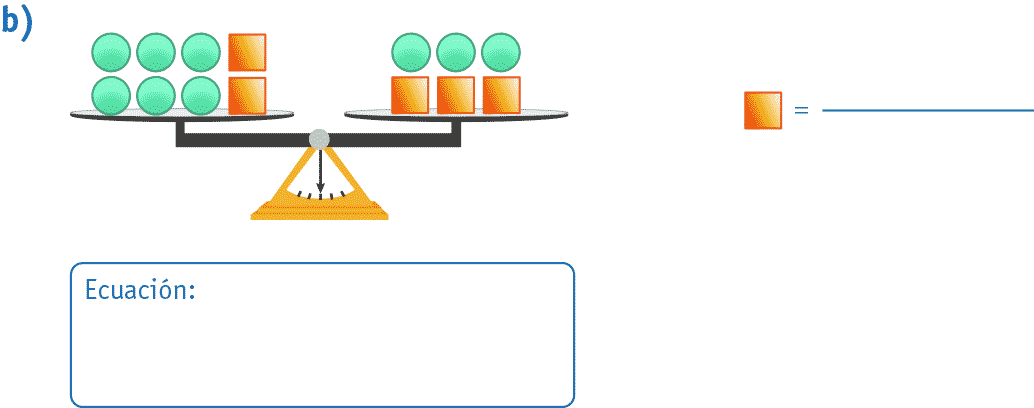 b)
=
Ecuación: